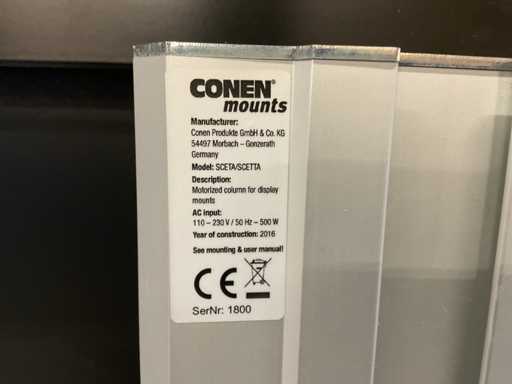 CONEN®
mounts
Manufacturer:
Conen Produkte GmbH & Co. KG
54497 Morbach – Gonzerath
Germany
Model: SCETA/SCETTA
Description:
Motorized column for display
mounts
AC input:
110 – 230 V / 50 Hz – 500 W
Year of construction: 2016
See mounting & user manual!
CE
SerNr: 1800